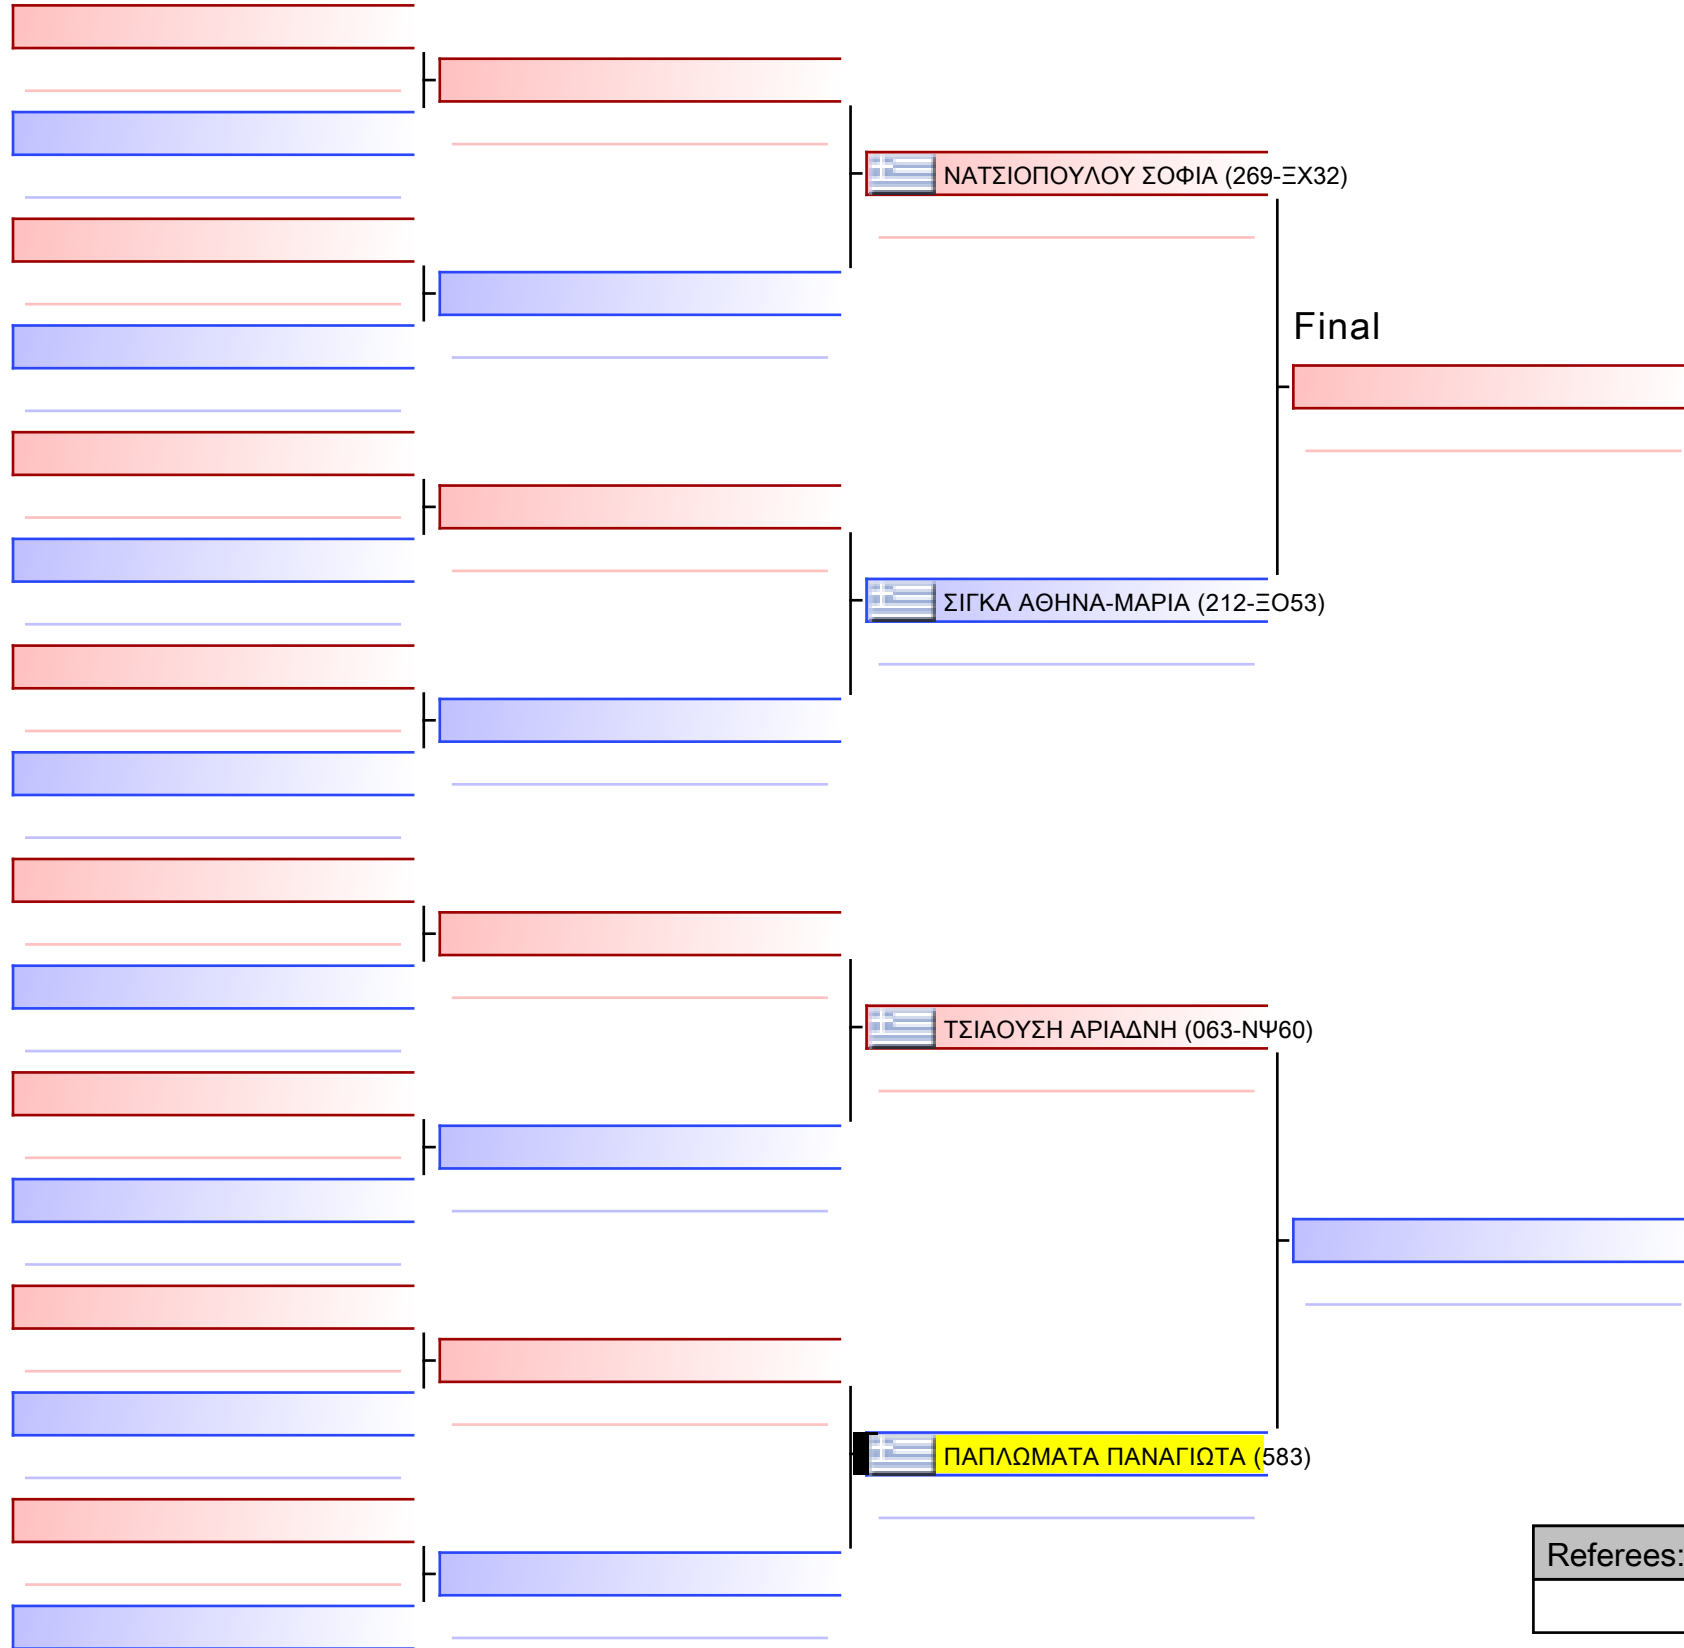 ΝΑΤΣΙΟΠΟΥΛΟΥ ΣΟΦΙΑ (269-ΞΧ32)
Final
ΣΙΓΚΑ ΑΘΗΝΑ-ΜΑΡΙΑ (212-ΞΟ53)
ΤΣΙΑΟΥΣΗ ΑΡΙΑΔΝΗ (063-ΝΨ60)
ΠΑΠΛΩΜΑΤΑ ΠΑΝΑΓΙΩΤΑ (583)
Referees: